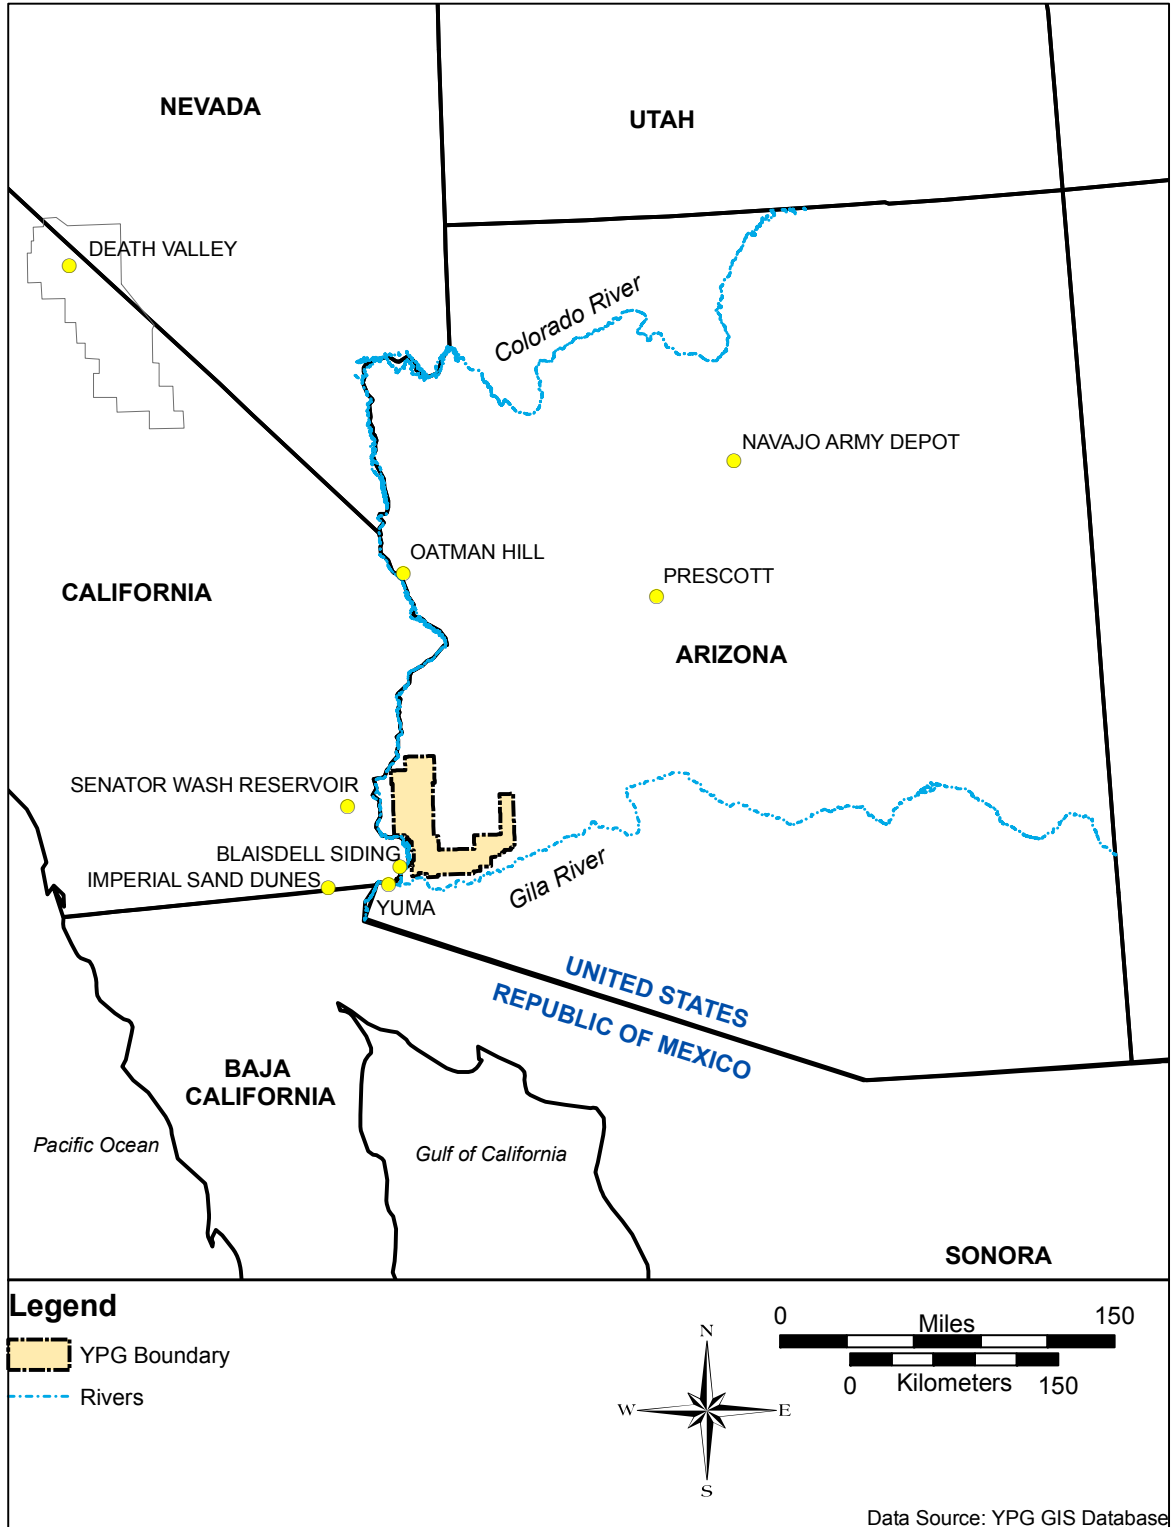 NEVADA
UTAH
DEATH VALLEY
Colorado River
NAVAJO ARMY DEPOT
OATMAN HILL
PRESCOTT
CALIFORNIA
ARIZONA
SENATOR WASH RESERVOIR
BLAISDELL SIDING
IMPERIAL SAND DUNES
YUMA
Gila River
UNITED STATES
REPUBLIC OF MEXICO
BAJA
CALIFORNIA
Pacific Ocean
Gulf of California
SONORA
Legend
YPG Boundary
Rivers
N
W
E
S
0
Miles
150
0
Kilometers
150
Data Source: YPG GIS Database